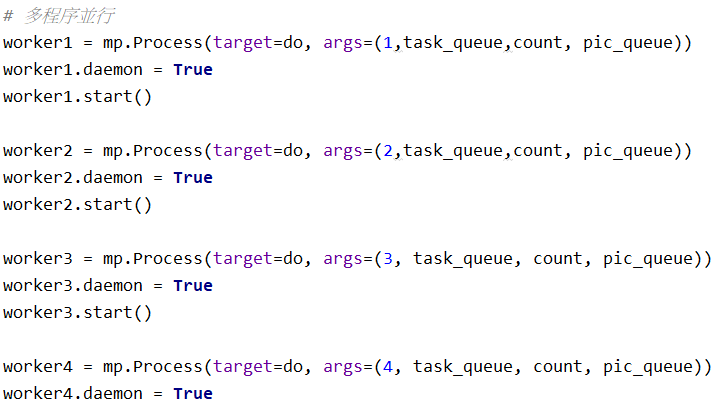 # 多程序並行
worker1 = mp.Process(target=do, args=(1,task_queue,count, pic_queue))
worker1.daemon = True
worker1.start()
worker2 = mp.Process(target=do, args=(2,task_queue,count, pic_queue))
worker2.daemon = True
worker2.start()
worker3 = mp.Process(target=do, args=(3, task_queue, count, pic_queue))
worker3.daemon = True
worker3.start()
worker4 = mp.Process(target=do, args=(4, task_queue, count, pic_queue))
worker4.daemon = True